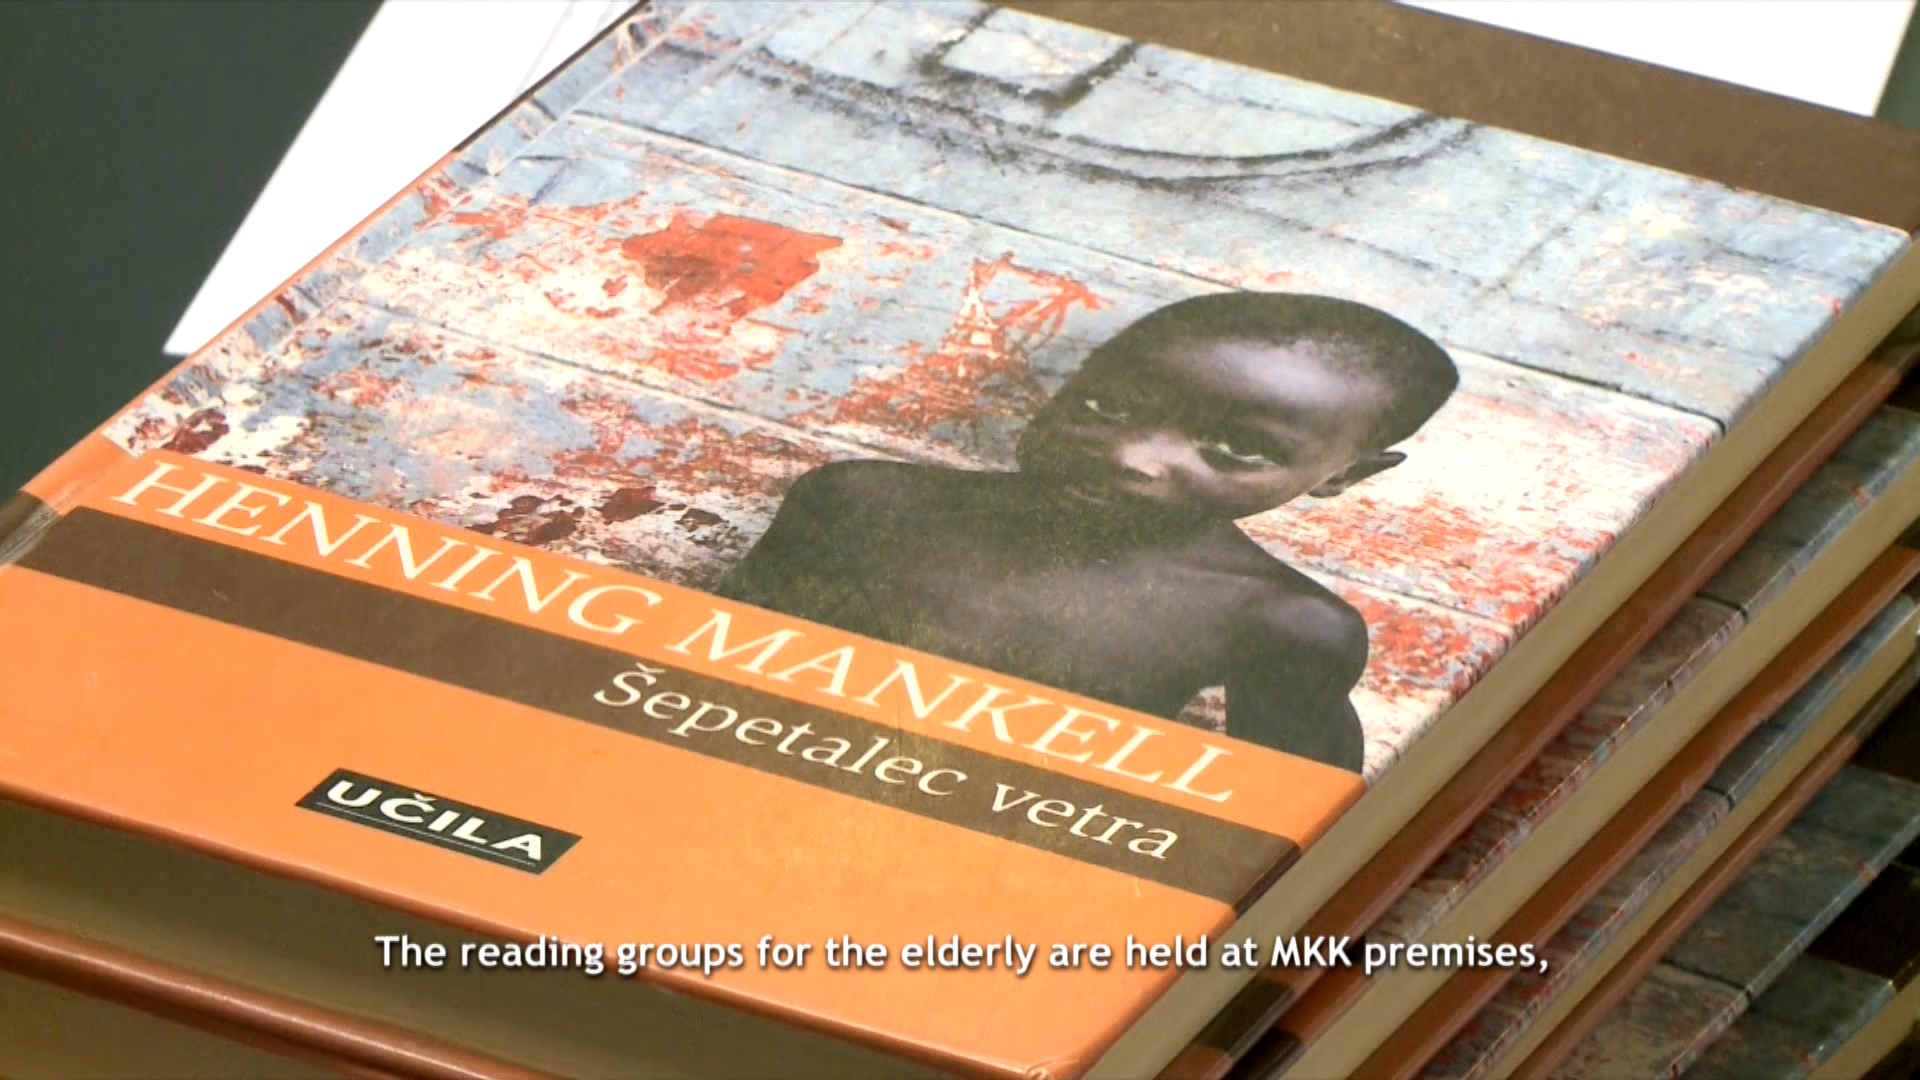 HENNING MANKELL
Šepetalec vetra
UČILA
The reading groups for the elderly are held at MKK premises,